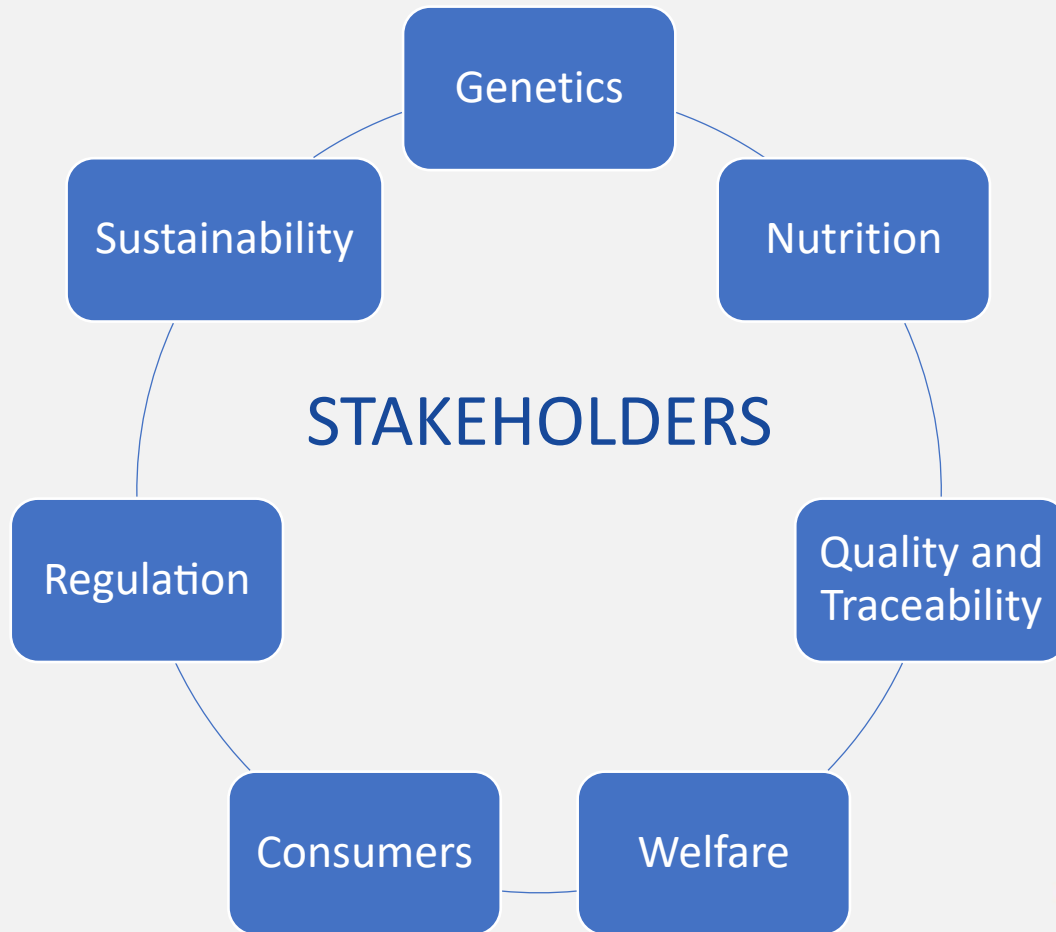 Genetics
Sustainability
Nutrition
STAKEHOLDERS
Regulation
Quality and
Traceability
Consumers
Welfare